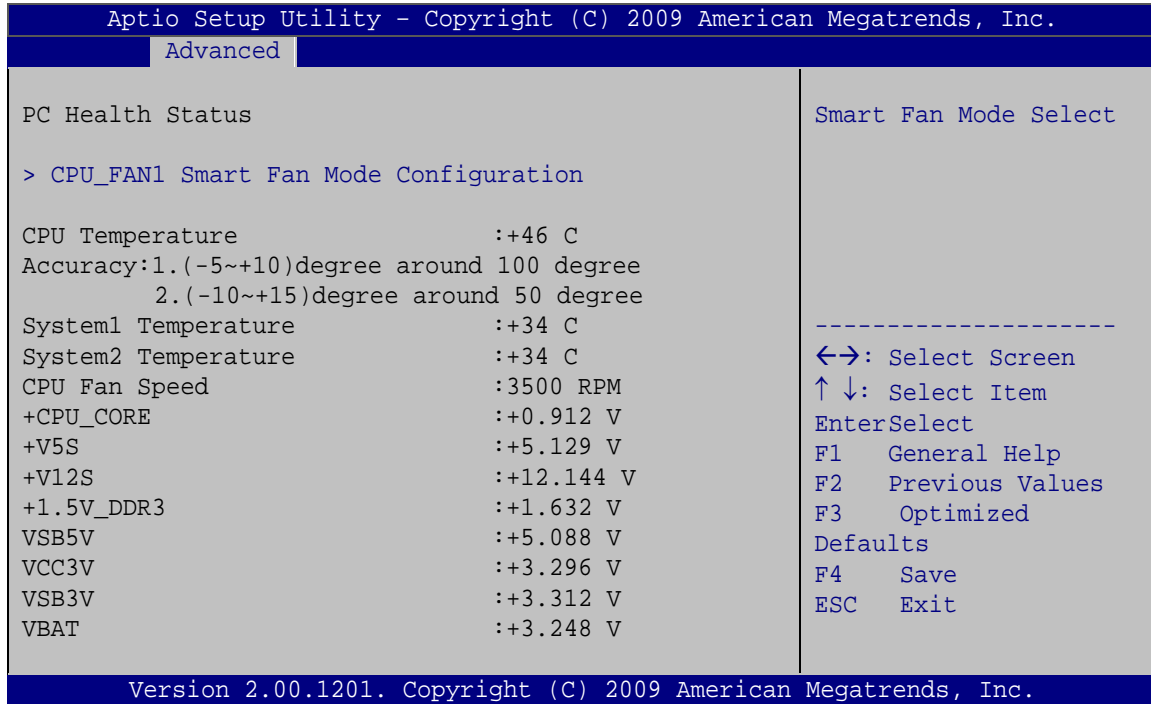 Aptio Setup Utility – Copyright (C) 2009 American Megatrends, Inc.
Advanced
PC Health Status
> CPU_FAN1 Smart Fan Mode Configuration
CPU Temperature :+46 C
Accuracy:1.(-5~+10)degree around 100 degree
2.(-10~+15)degree around 50 degree
System1 Temperature :+34 C
System2 Temperature :+34 C
CPU Fan Speed :3500 RPM
+CPU_CORE :+0.912 V
+V5S :+5.129 V
+V12S :+12.144 V
+1.5V_DDR3 :+1.632 V
VSB5V :+5.088 V
VCC3V :+3.296 V
VSB3V :+3.312 V
VBAT :+3.248 V
Smart Fan Mode Select
---------------------
←→: Select Screen
↑ ↓: Select Item
EnterSelect
F1 General Help
F2 Previous Values
F3 Optimized
Defaults
F4 Save
ESC Exit
Version 2.00.1201. Copyright (C) 2009 American Megatrends, Inc.